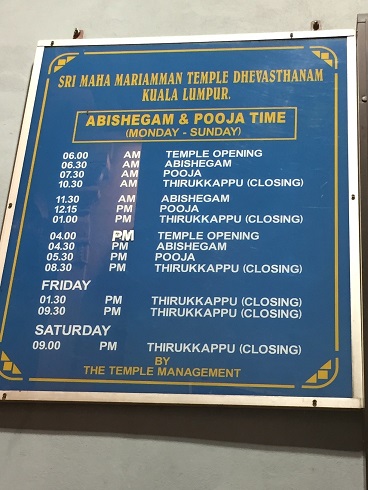 SRI MAHA MARIAMMAN TEMPLE DHEVASTHANAM
KUALA LUMPUR.
ABISHEGAM & POOJA TIME
(MONDAY - SUNDAY)
06.00 AM TEMPLE OPENING
06.30 AM ABISHEGAM
07.30 AM POOJA
10.30 AM THIRUKKAPPU (CLOSING)
11.30 AM ABISHEGAM
12.15 PM POOJA
01.00 PM THIRUKKAPPU (CLOSING)
04.00 PM TEMPLE OPENING
04.30 PM ABISHEGAM
05.30 PM POOJA
08.30 PM THIRUKKAPPU (CLOSING)
FRIDAY
01.30 PM THIRUKKAPPU (CLOSING)
09.30 PM THIRUKKAPPU (CLOSING)
SATURDAY
09.00 PM THIRUKKAPPU (CLOSING)
BY
THE TEMPLE MANAGEMENT